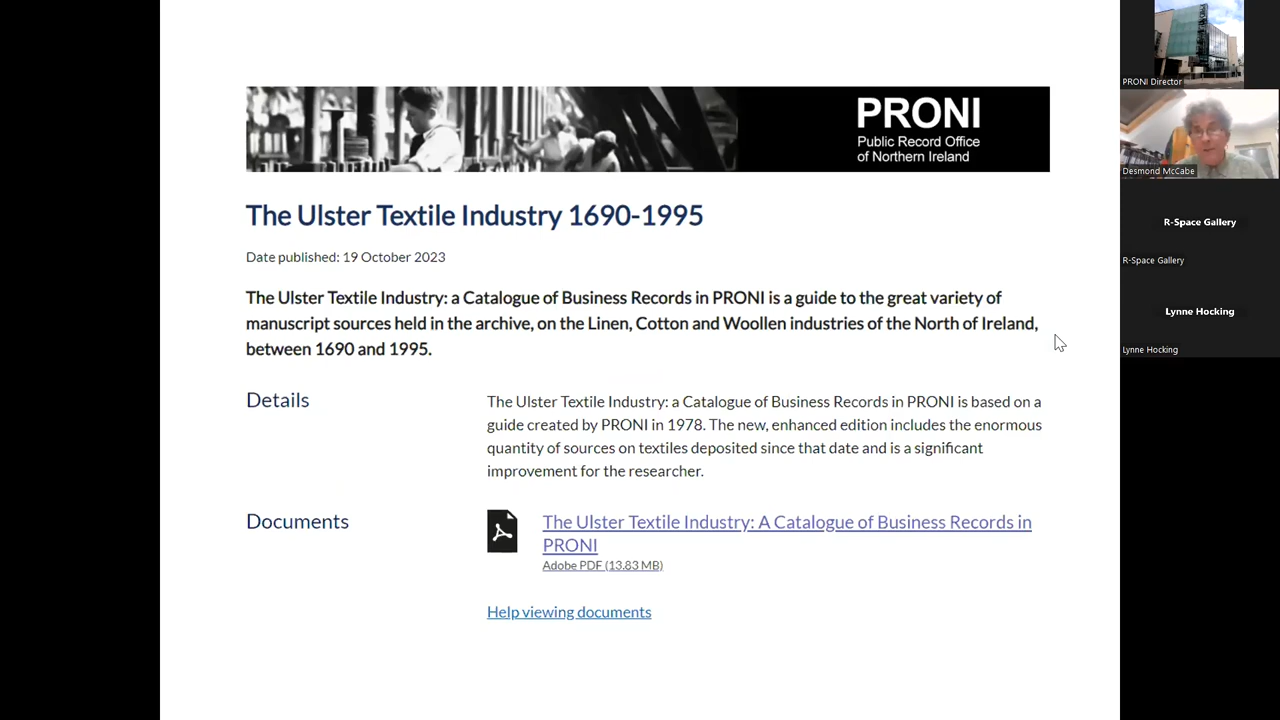 PRONI
Public Record Office
of Northern Ireland
The Ulster Textile Industry 1690-1995
Date published: 19 October 2023
The Ulster Textile Industry: a Catalogue of Business Records in PRONI is a guide to the great variety of
manuscript sources held in the archive, on the Linen, Cotton and Woollen industries of the North of Ireland,
between 1690 and 1995.
Details
The Ulster Textile Industry: a Catalogue of Business Records in PRONI is based on a
guide created by PRONI in 1978. The new, enhanced edition includes the enormous
quantity of sources on textiles deposited since that date and is a significant
improvement for the researcher.
Documents
The Ulster Textile Industry: A Catalogue of Business Records in
PRONI
Adobe PDF (13.83 MB)
Help viewing documents
PRONI Director
Desmond McCabe
R-Space Gallery
R-Space Gallery
Lynne Hocking
Lynne Hocking